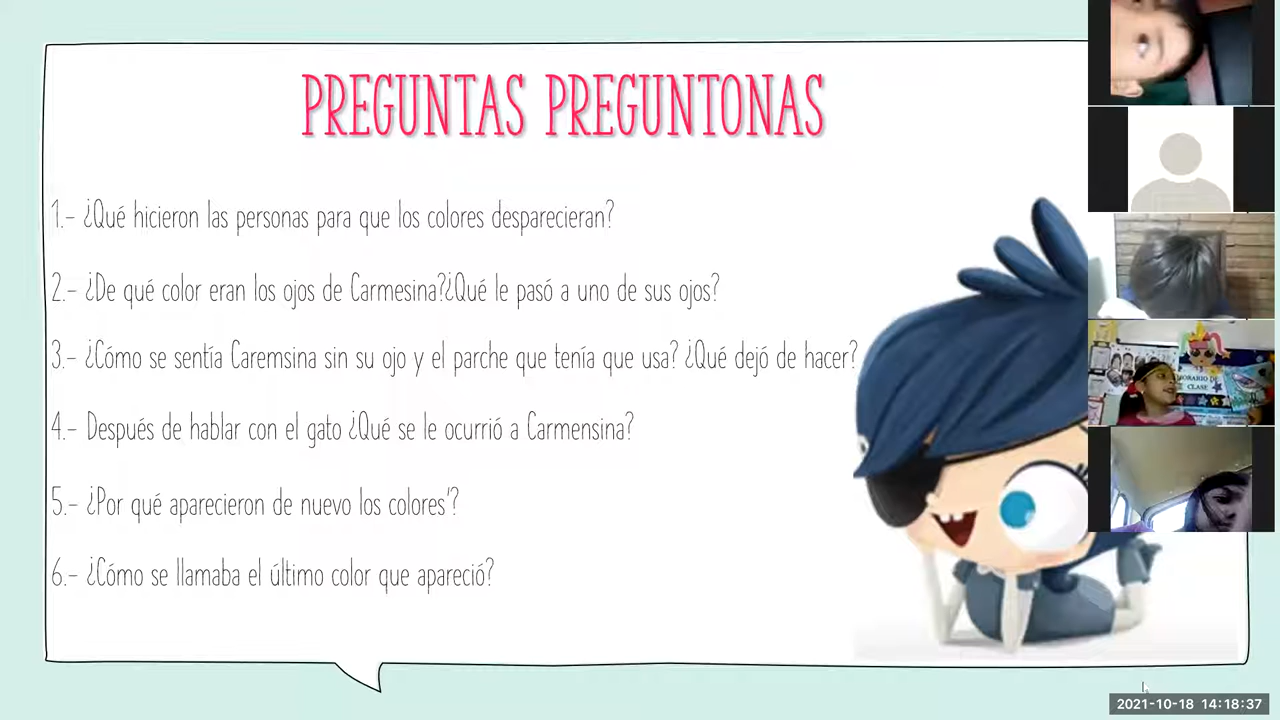 PREGUNTAS PREGUNTONAS
1.- ¿Qué hicieron las personas para que los colores desparecieran?
2.- ¿De qué color eran los ojos de Carmesina?¿Qué le pasó a uno de sus ojos?
3.- ¿Cómo se sentía Caremsina sin su ojo y el parche que tenía que usa? ¿Qué dejó de hacer?
4.- Después de hablar con el gato ¿Qué se le ocurrió a Carmensina?
5.- ¿Por qué aparecieron de nuevo los colores'?
6.- ¿Cómo se llamaba el último color que apareció?
HORARIO DE
CLASE
2021-10-18 14:18:37